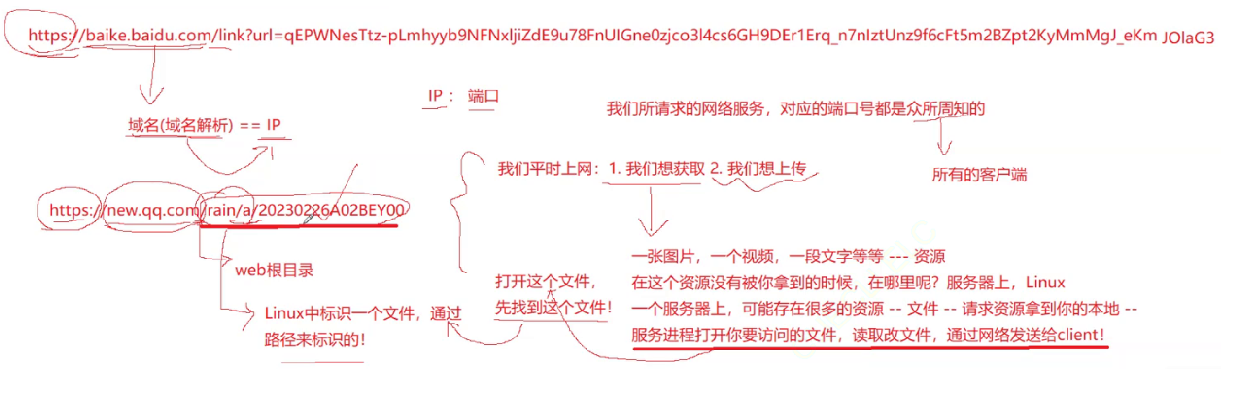 https://baike.baidu.com/link?url=qEPWNesTtz-pLmhyyb9NFNxljiZdE9u78FnUIGne0zjco3l4cs6GH9DEr1Erq_n7nIztUnz9f6cFt5m2BZpt2KyMmMgJ_eKm JOlaG3
IP： 端口
我们所请求的网络服务，对应的端口号都是众所周知的
域名(域名解析) == IP
所有的客户端
我们平时上网：1. 我们想获取 2. 我们想上传
https://new.qq.com/rain/a/20230226A02BEY00
web根目录
一张图片，一个视频，一段文字等等 --- 资源
在这个资源没有被你拿到的时候，在哪里呢？服务器上，Linux
一个服务器上，可能存在很多的资源 -- 文件 -- 请求资源拿到你的本地 --
服务进程打开你要访问的文件，读取改文件，通过网络发送给client！
打开这个文件，
先找到这个文件！
Linux中标识一个文件，通过
路径来标识的！